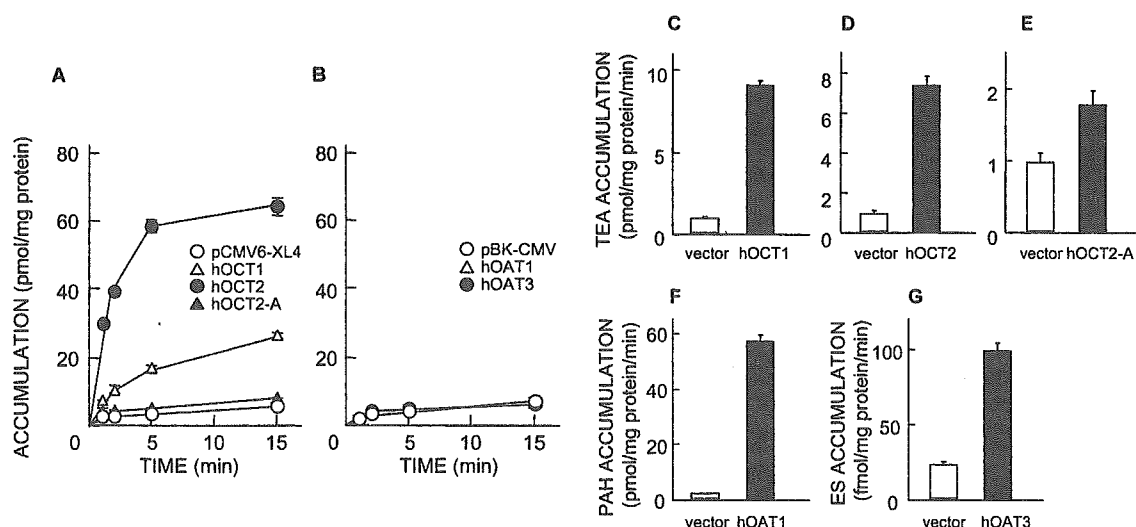 A
ACCUMULATION (pmol/mg protein)
80
60
40
20
0
5
10
15
TIME (min)
pCMV6-XL4
hOCT1
hOCT2
hOCT2-A
B
80
60
40
20
0
5
10
15
TIME (min)
pBK-CMV
hOAT1
hOAT3
C
TEA ACCUMULATION
(pmol/mg protein/min)
10
5
0
vector hOCT1
D
8
6
4
2
0
vector hOCT2
E
2
1
0
vector hOCT2-A
F
PAH ACCUMULATION
(pmol/mg protein/min)
60
40
20
0
vector hOAT1
G
ES ACCUMULATION
(fmol/mg protein/min)
100
50
0
vector hOAT3